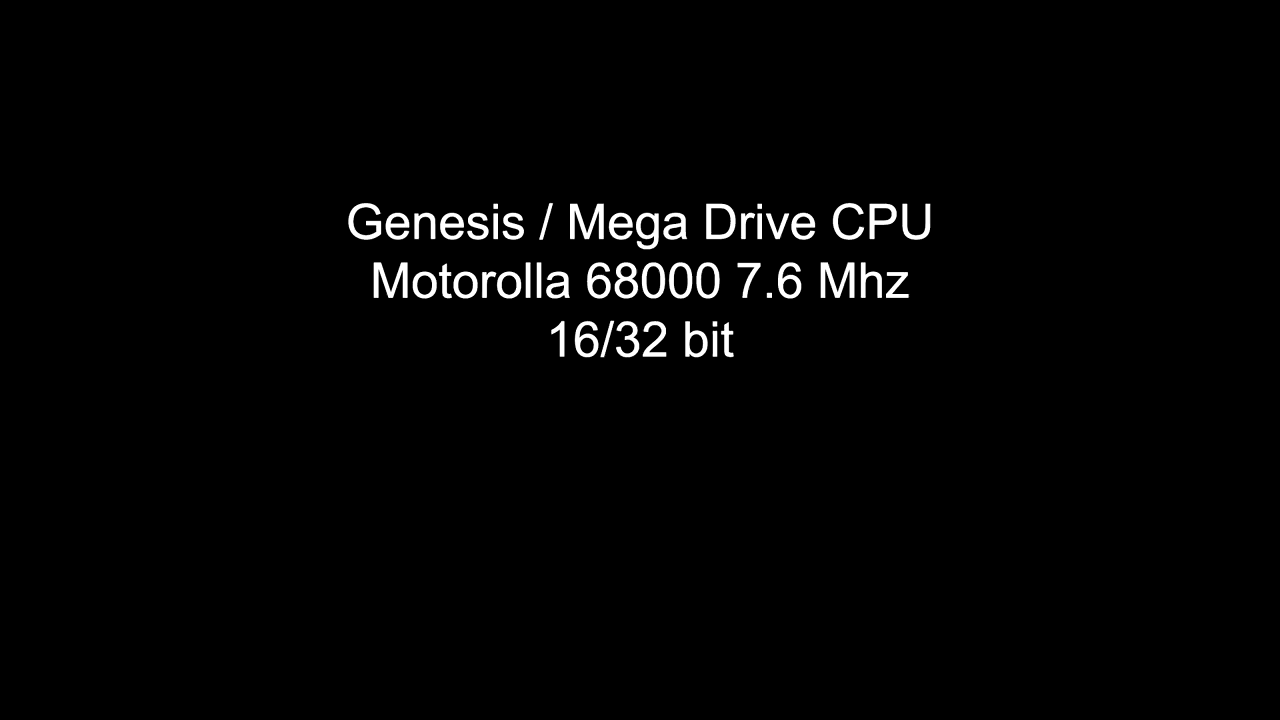 Genesis / Mega Drive CPU
Motorolla 68000 7.6 Mhz
16/32 bit